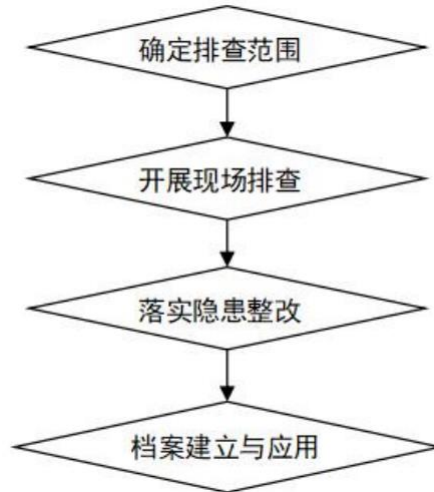 确定排查范围
开展现场排查
落实隐患整改
档案建立与应用